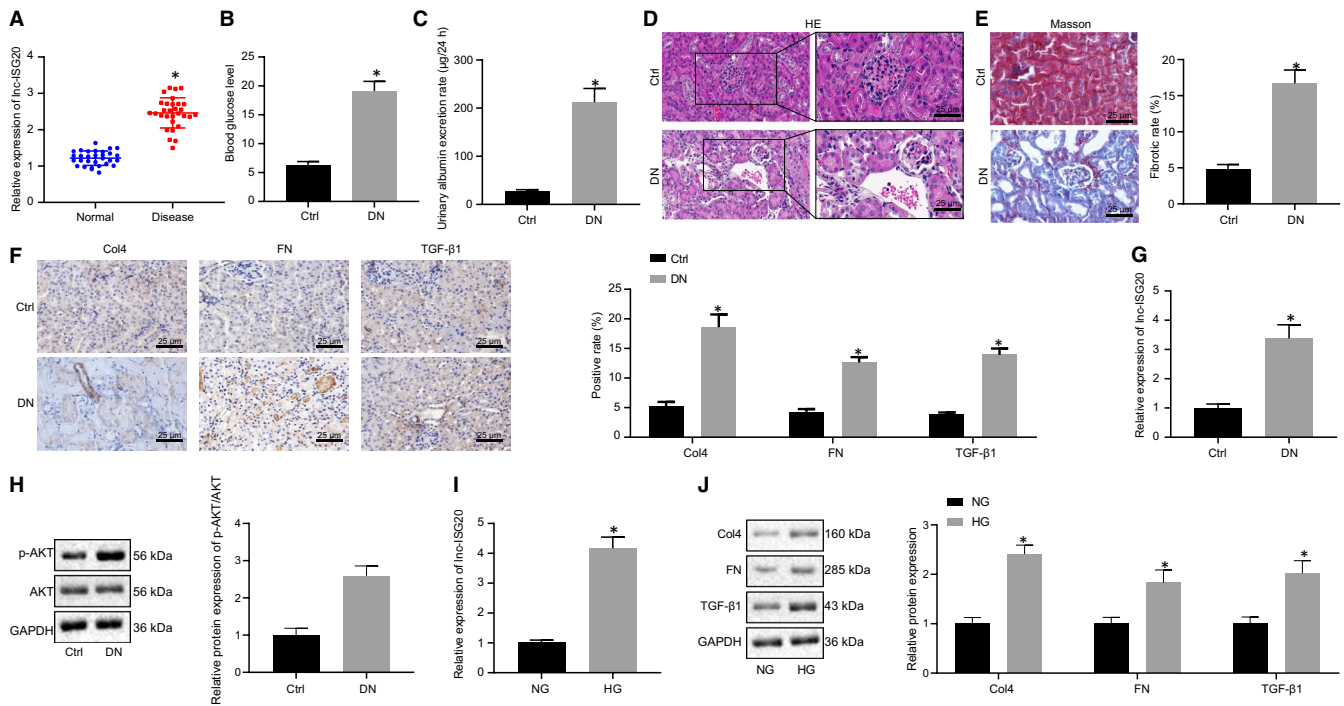 A
Relative expression of lnc-ISG20
4
3
2
1
0
*
Normal
Disease
B
Blood glucose level
25
20
15
10
5
0
*
Ctrl
DN
C
Urinary albumin excretion rate (μg/24 h)
300
200
100
0
*
Ctrl
DN
D
HE
Ctrl
25 μm
DN
25 μm
E
Masson
Ctrl
25 μm
DN
25 μm
Fibrotic rate (%)
20
15
10
5
0
*
Ctrl
DN
F
Col4
FN
TGF-β1
Ctrl
25 μm
25 μm
25 μm
DN
25 μm
25 μm
25 μm
Ctrl
DN
Positive rate (%)
25
20
15
10
5
0
*
*
*
Col4
FN
TGF-β1
G
Relative expression of lnc-ISG20
5
4
3
2
1
0
*
Ctrl
DN
H
p-AKT
56 kDa
AKT
56 kDa
GAPDH
36 kDa
Ctrl
DN
Relative protein expression of p-AKT/AKT
4
3
2
1
0
Ctrl
DN
I
Relative expression of lnc-ISG20
5
4
3
2
1
0
*
NG
HG
J
Col4
160 kDa
FN
285 kDa
TGF-β1
43 kDa
GAPDH
36 kDa
NG
HG
NG
HG
Relative protein expression
3
2
1
0
*
*
*
Col4
FN
TGF-β1